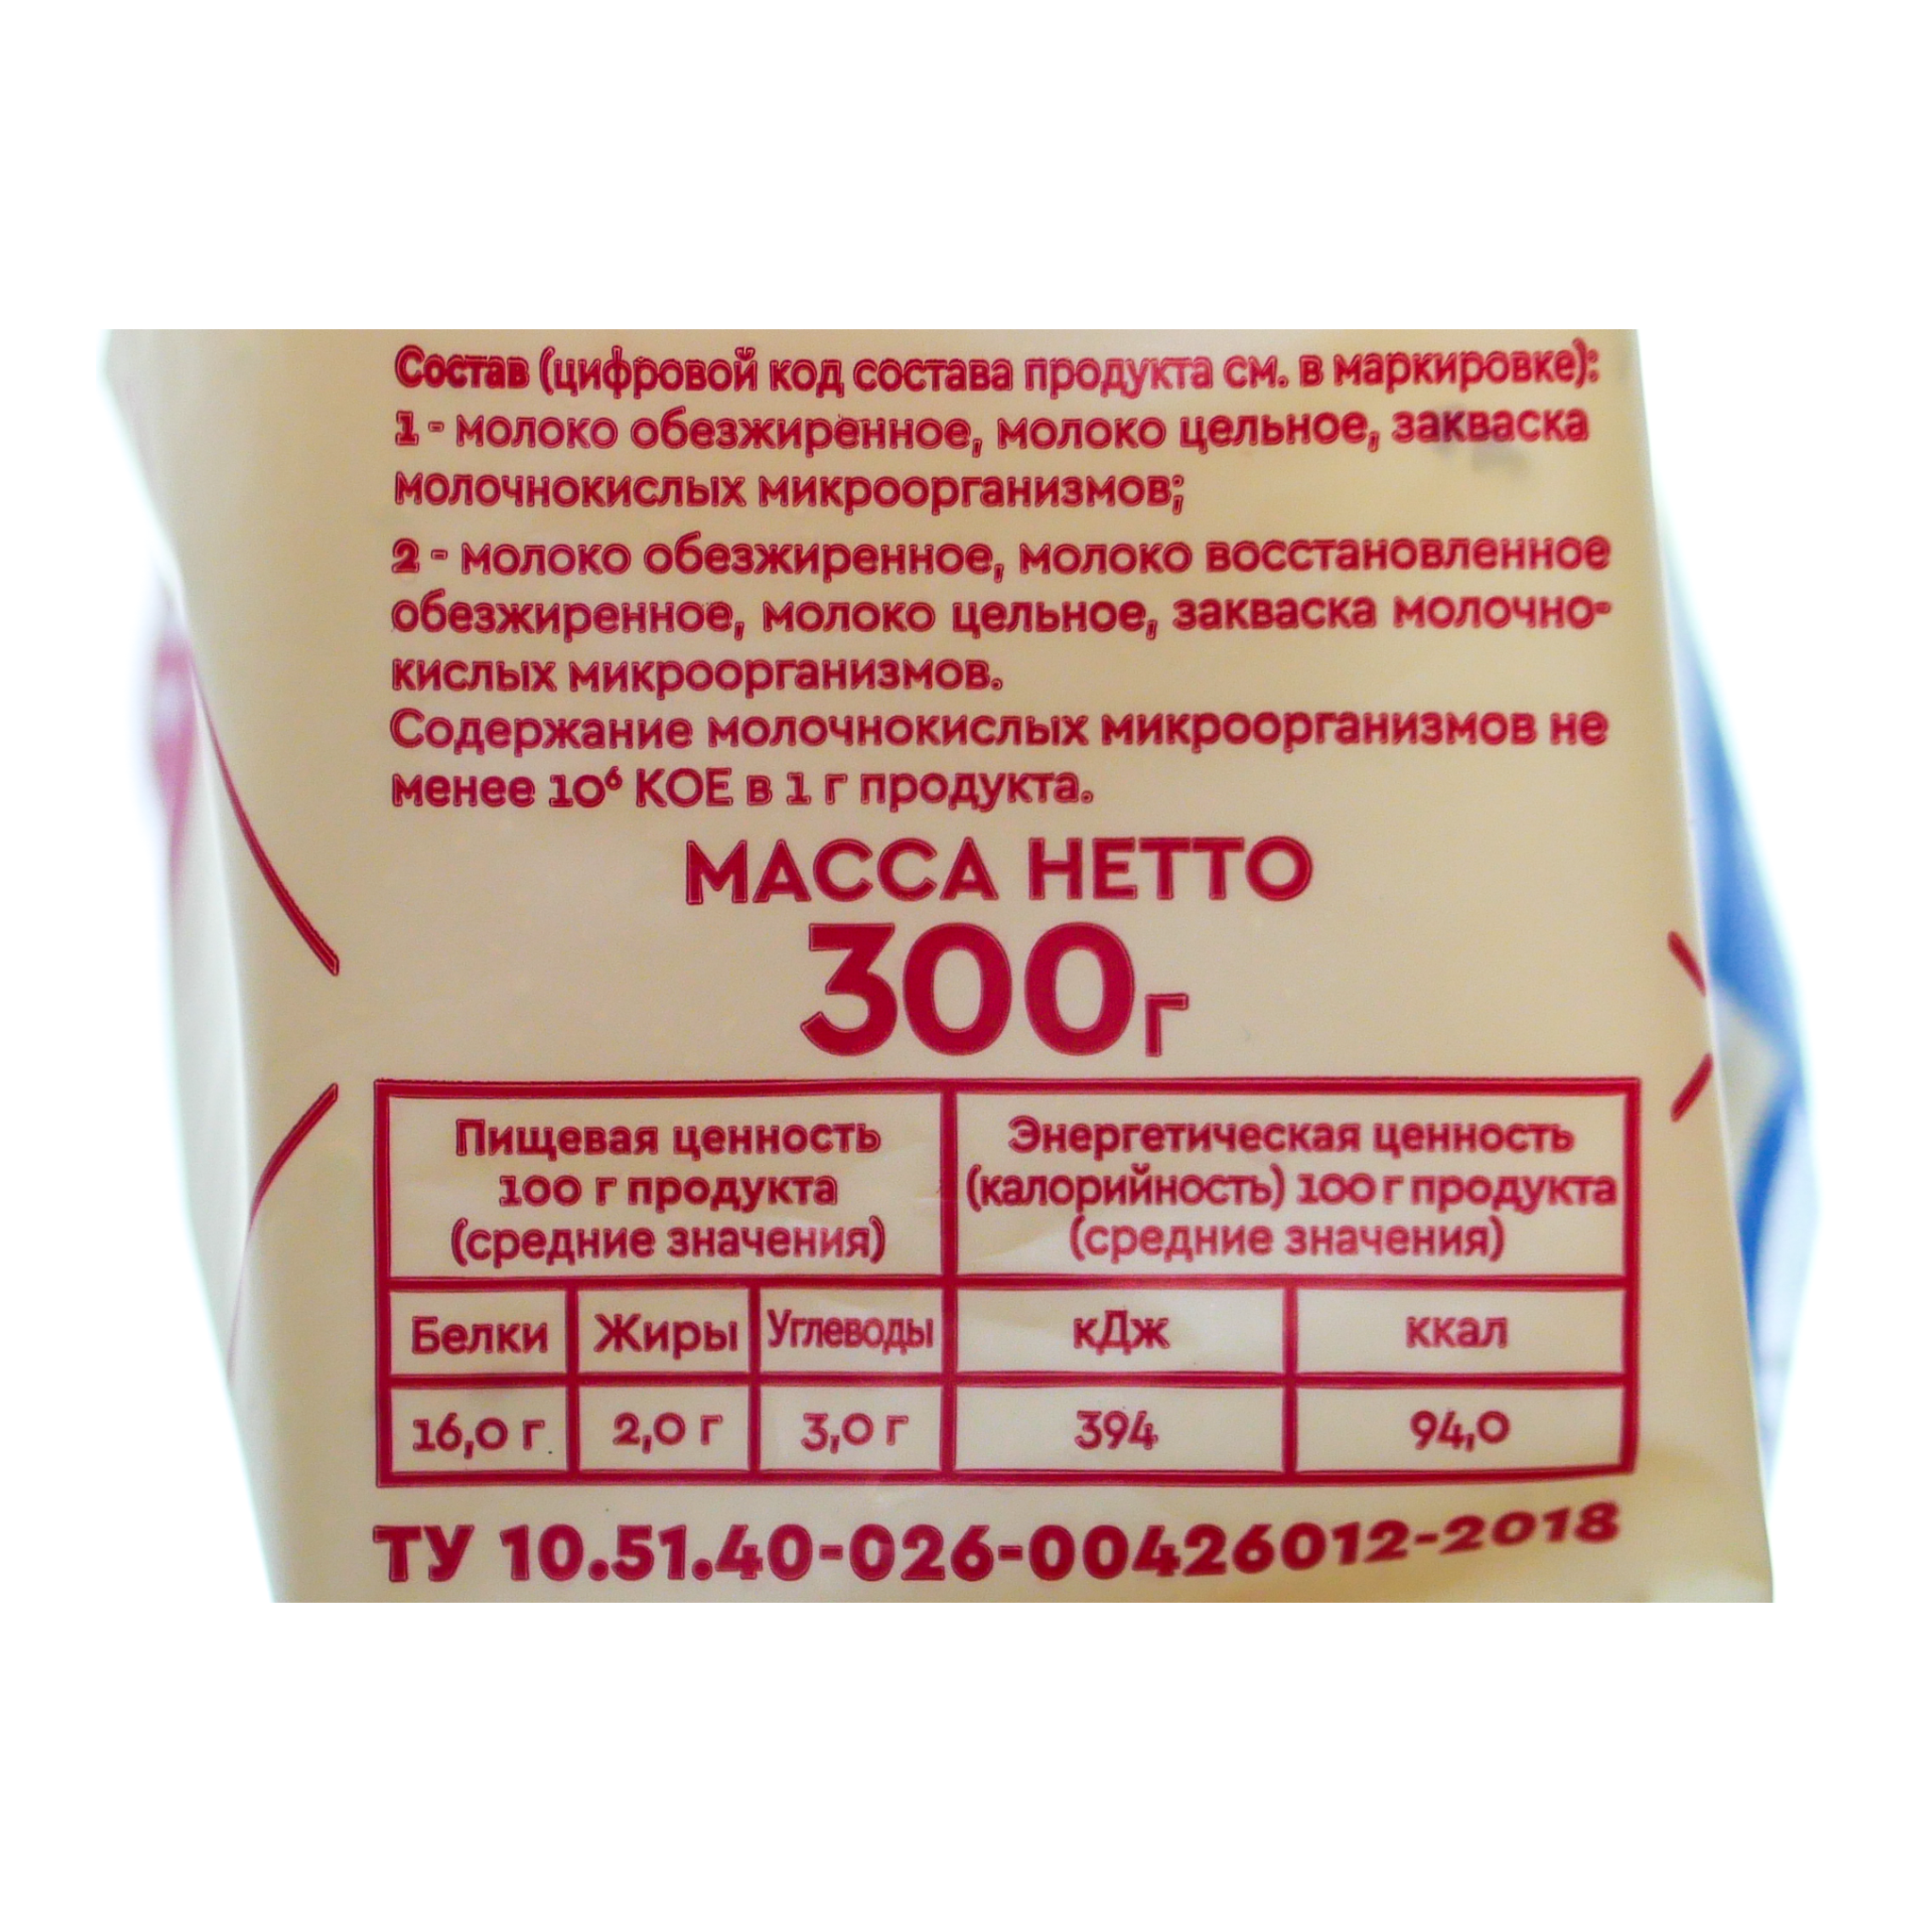 Состав (цифровой код состава продукта см. в маркировке):
1 - молоко обезжиренное, молоко цельное, закваска
молочнокислых микроорганизмов;
2 - молоко обезжиренное, молоко восстановленное
обезжиренное, молоко цельное, закваска молочно-
кислых микроорганизмов.
Содержание молочнокислых микроорганизмов не
менее 10⁶ КОЕ в 1 г продукта.
МАССА НЕТТО
300г
Пищевая ценность
100 г продукта
(средние значения)
Энергетическая ценность
(калорийность) 100 г продукта
(средние значения)
Белки Жиры Углеводы кДж ккал
16,0 г 2,0 г 3,0 г 394 94,0
ТУ 10.51.40-026-00426012-2018